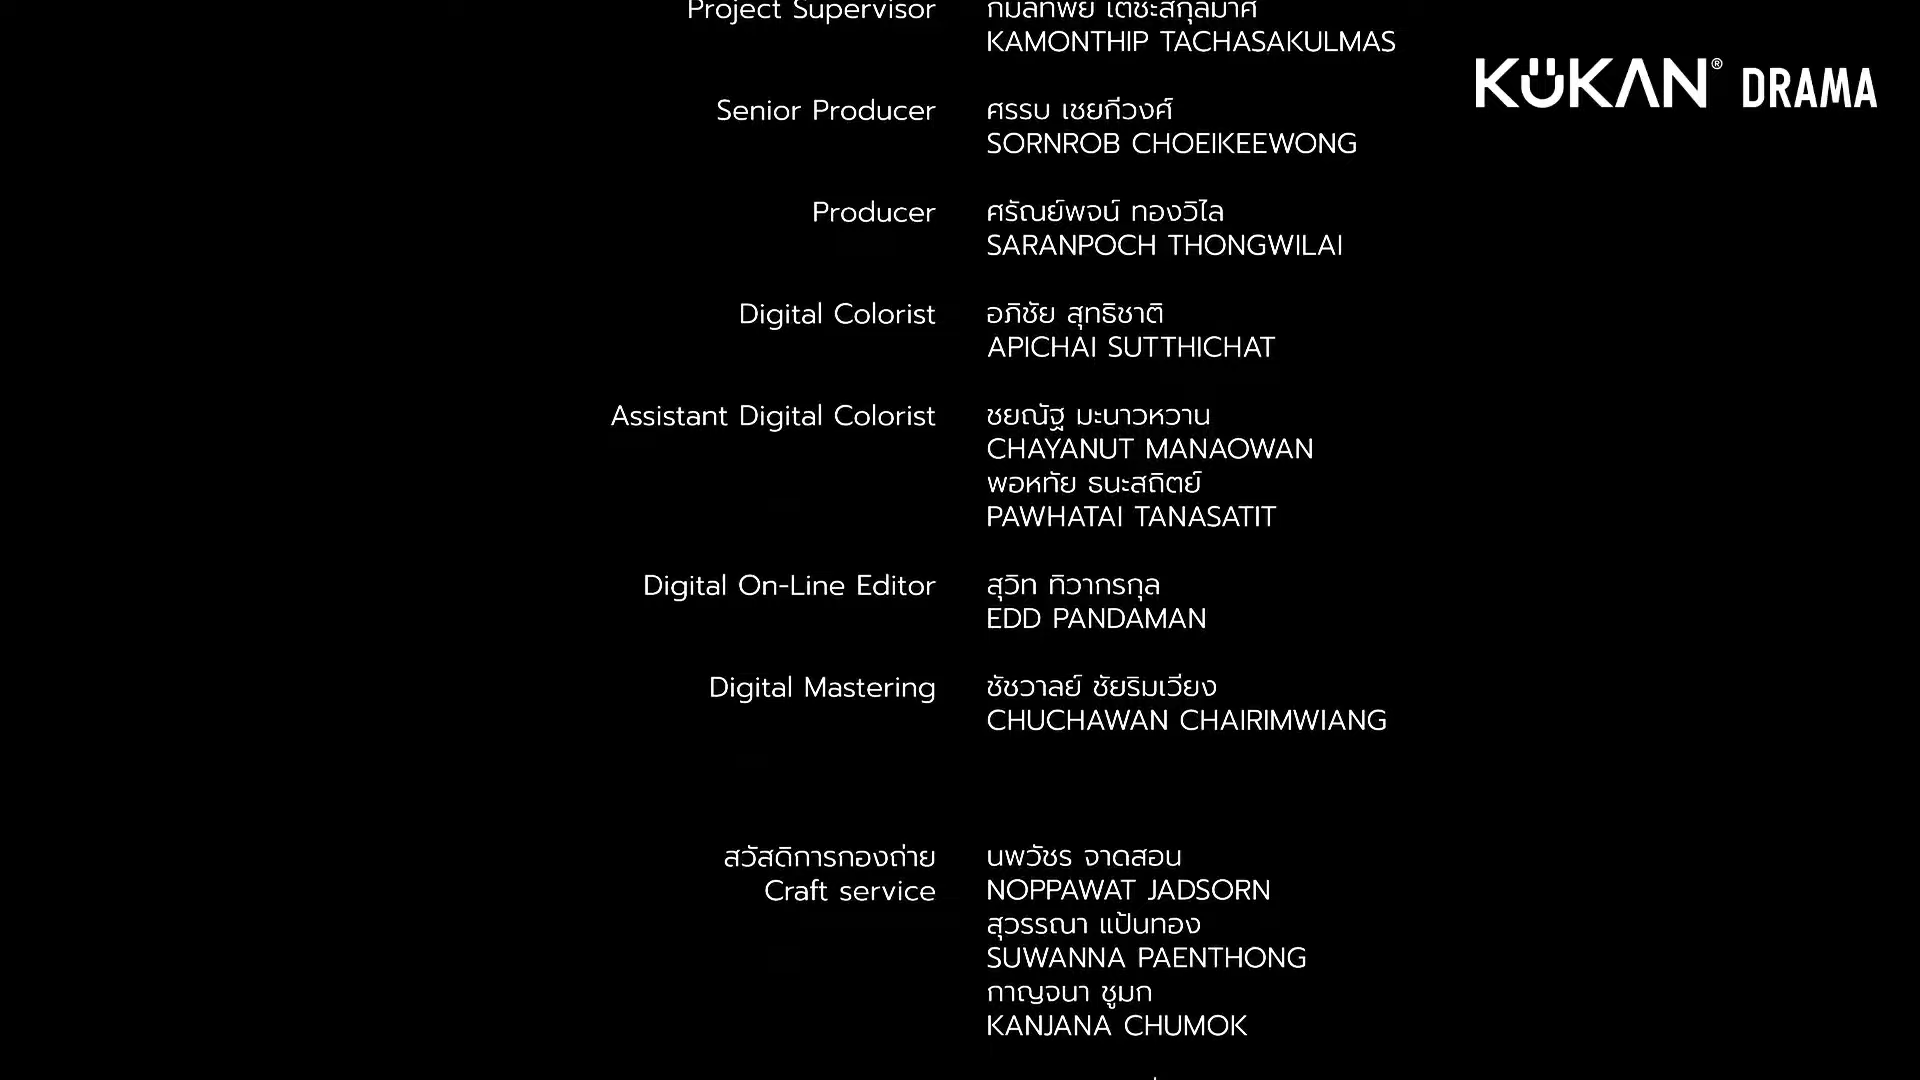 Project Supervisor กมลทิพย์ เตชะสกุลมาศ
KAMONTHIP TACHASAKULMAS
KÜKAN® DRAMA
Senior Producer ศรรบ เชยกีวงศ์
SORNROB CHOEIKEEWONG
Producer ศรัณย์พจน์ ทองวิไล
SARANPOCH THONGWILAI
Digital Colorist อภิชัย สุทธิชาติ
APICHAI SUTTHICHAT
Assistant Digital Colorist ชยณัฐ มะนาวหวาน
CHAYANUT MANAOWAN
พอหทัย ธนะสถิตย์
PAWHATAI TANASATIT
Digital On-Line Editor สุวิท ทิวากรกุล
EDD PANDAMAN
Digital Mastering ชัชวาลย์ ชัยริมเวียง
CHUCHAWAN CHAIRIMWIANG
สวัสดิการกองถ่าย นพวัชร จาดสอน
Craft service NOPPAWAT JADSORN
สุวรรณา แป้นทอง
SUWANNA PAENTHONG
กาญจนา ชูมก
KANJANA CHUMOK